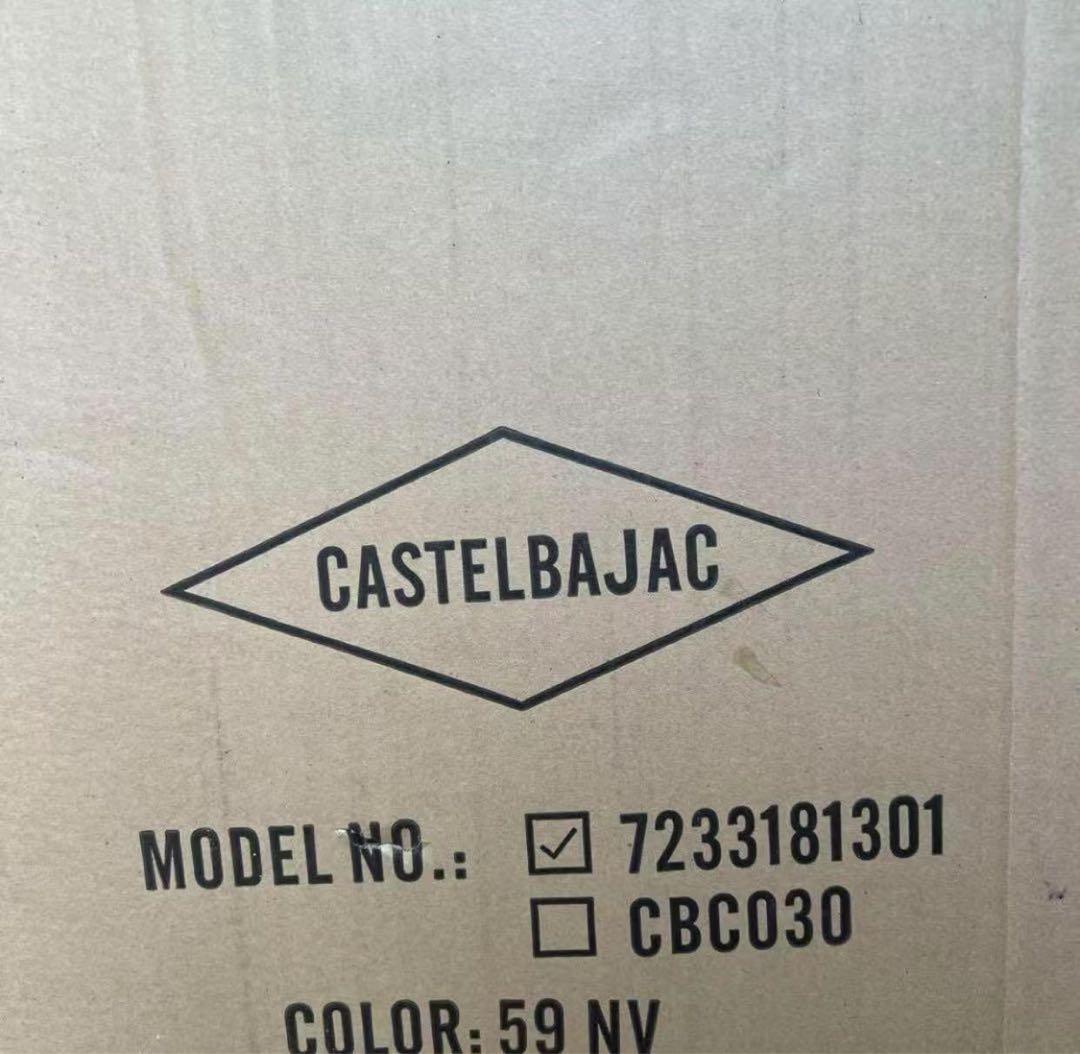 CASTELBAJAC
MODEL NO.: ☑ 7233181301
☐ CBC030
COLOR: 59 NV